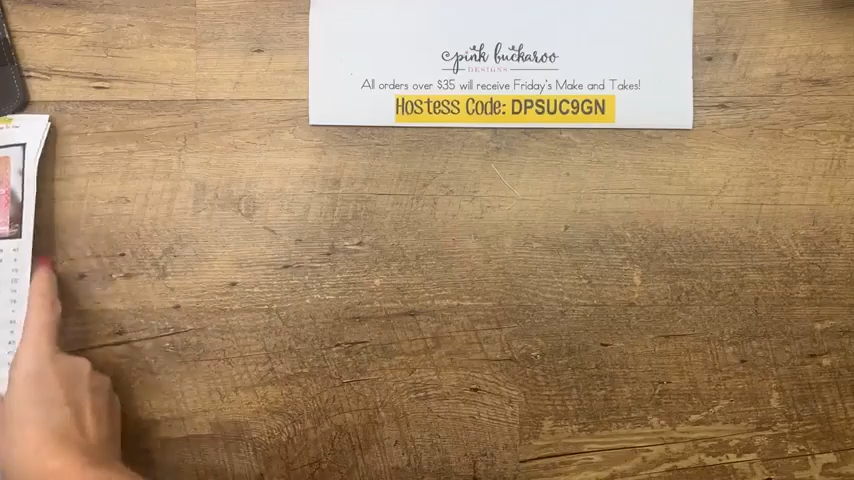 pink buckaroo
DESIGNS
All orders over $35 will receive Friday's Make and Takes!
Hostess Code: DPSUC9GN